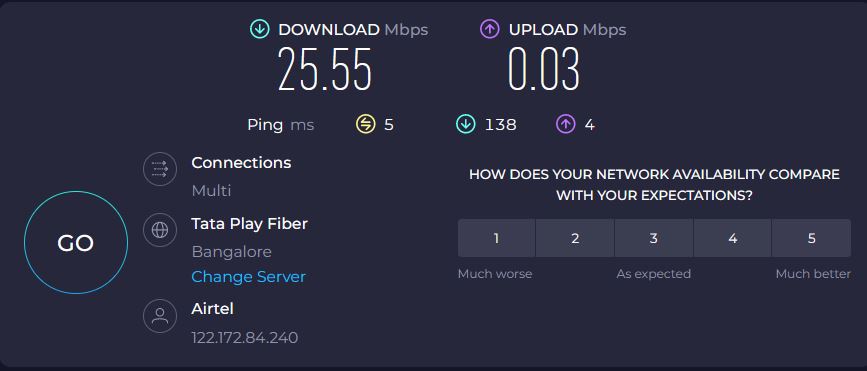 DOWNLOAD Mbps
25.55
UPLOAD Mbps
0.03
Ping ms 5 138 4
GO
Connections
Multi
Tata Play Fiber
Bangalore
Change Server
Airtel
122.172.84.240
HOW DOES YOUR NETWORK AVAILABILITY COMPARE
WITH YOUR EXPECTATIONS?
1 2 3 4 5
Much worse As expected Much better